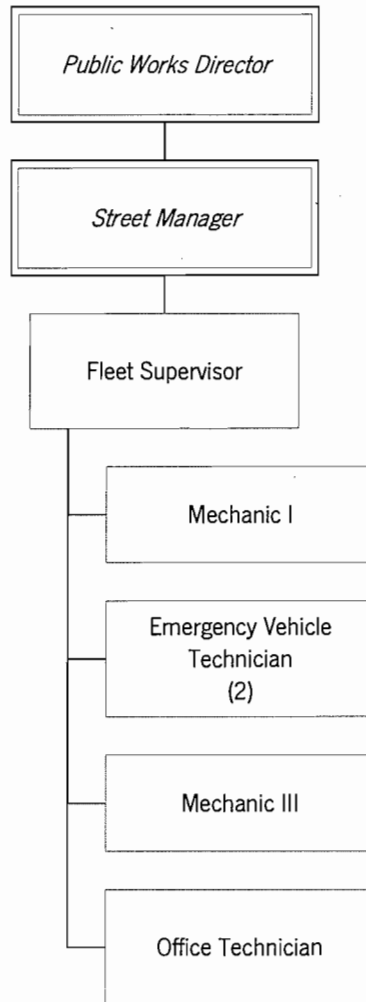 Public Works Director
Street Manager
Fleet Supervisor
Mechanic I
Emergency Vehicle
Technician
(2)
Mechanic III
Office Technician